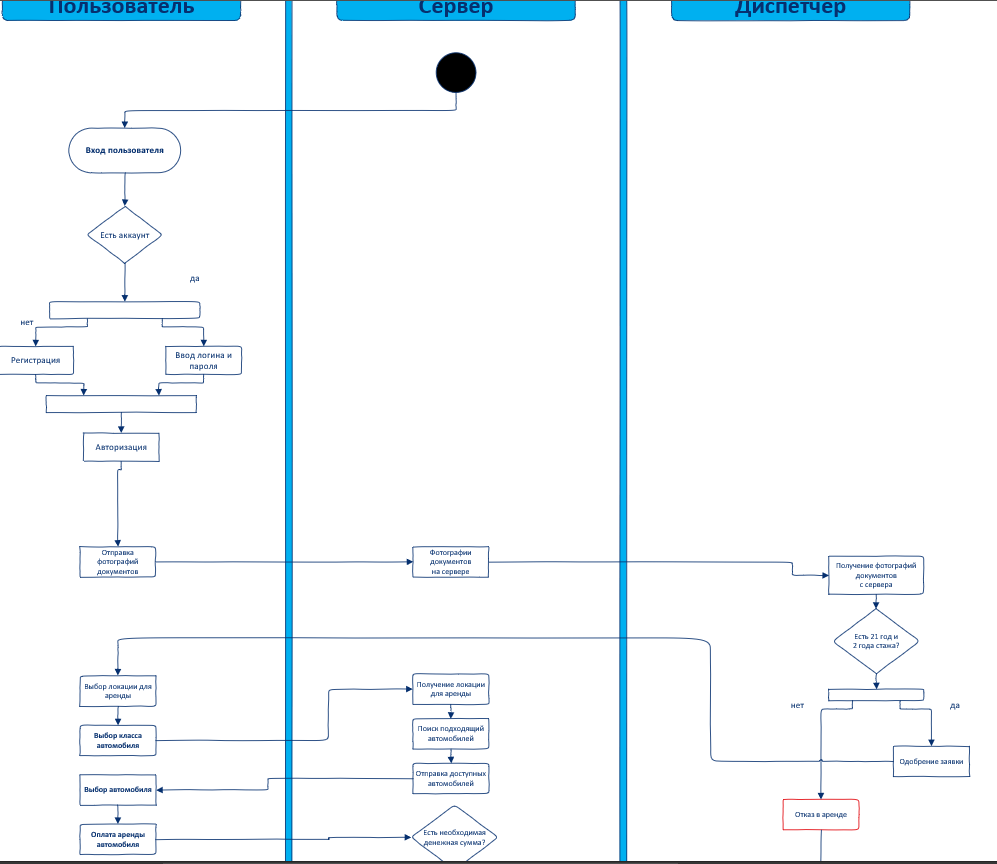 Пользователь
Сервер
Диспетчер
Вход пользователя
Есть аккаунт
да
нет
Регистрация
Ввод логина и
пароля
Авторизация
Отправка
фотографий
документов
Фотографии
документов
на сервере
Получение фотографий
документов
с сервера
Есть 21 год и
2 года стажа?
нет
да
Одобрение заявки
Отказ в аренде
Выбор локации для
аренды
Выбор класса
автомобиля
Получение локации
для аренды
Поиск подходящий
автомобилей
Отправка доступных
автомобилей
Выбор автомобиля
Оплата аренды
автомобиля
Есть необходимая
денежная сумма?